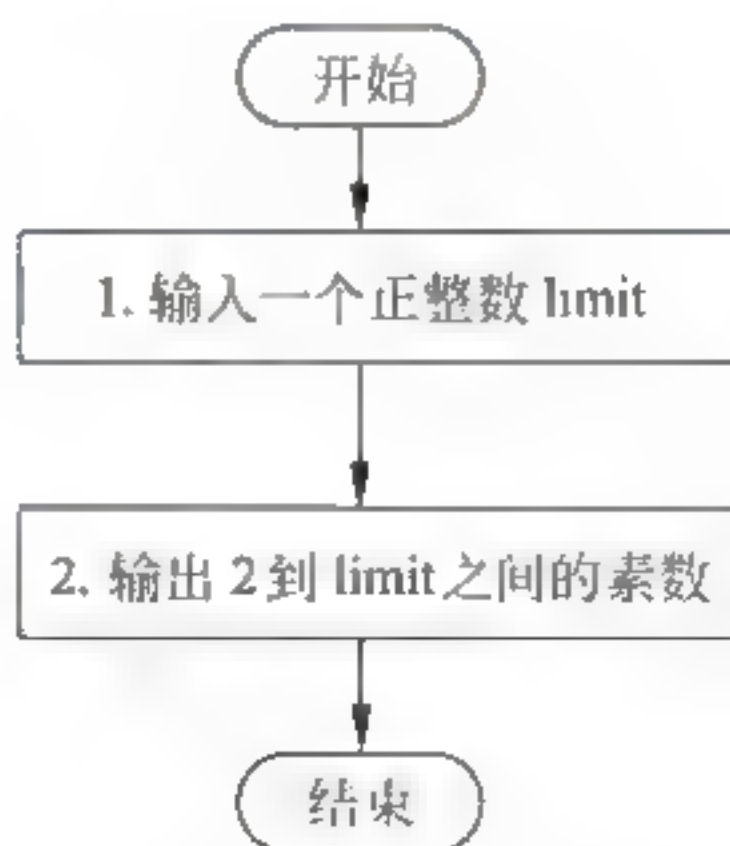 开始
1. 输入一个正整数 limit
2. 输出 2 到 limit 之间的素数
结束